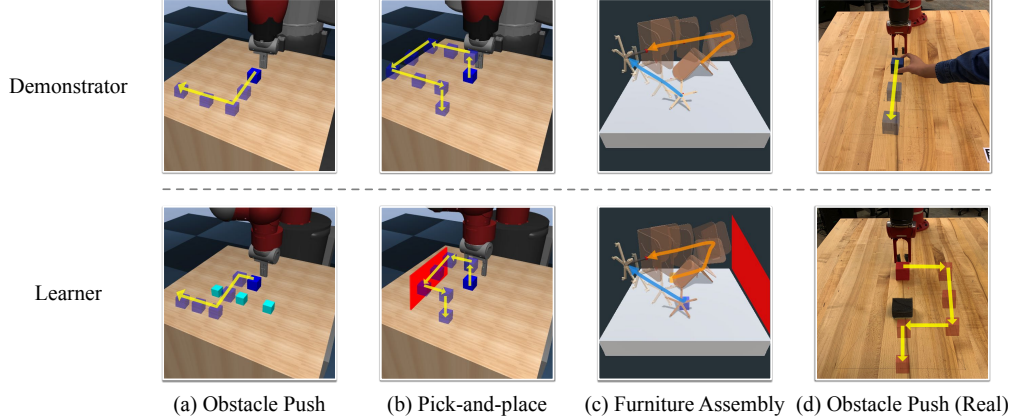 Demonstrator
Learner
(a) Obstacle Push
(b) Pick-and-place
(c) Furniture Assembly
(d) Obstacle Push (Real)